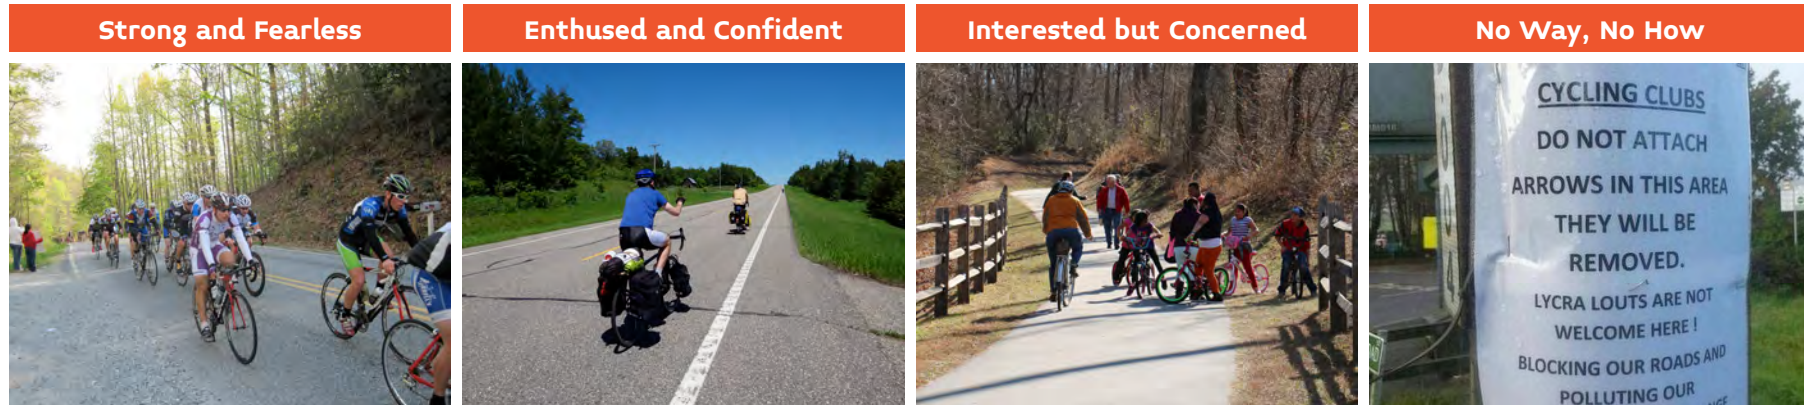 Strong and Fearless
Enthused and Confident
Interested but Concerned
No Way, No How
CYCLING CLUBS
DO NOT ATTACH
ARROWS IN THIS AREA
THEY WILL BE
REMOVED.
LYCRA LOUTS ARE NOT
WELCOME HERE !
BLOCKING OUR ROADS AND
POLLUTING OUR